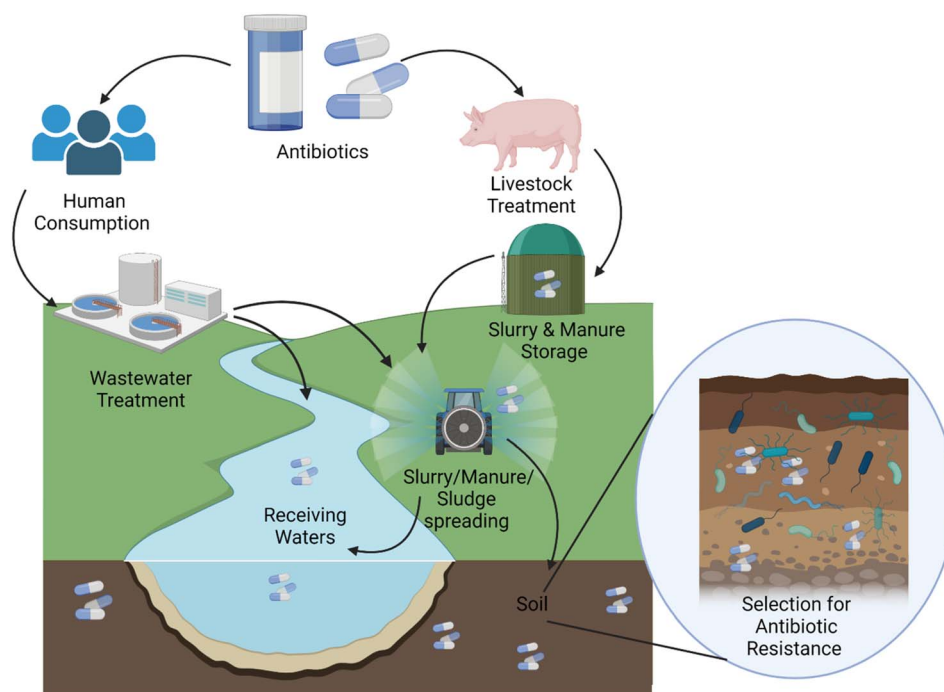 Antibiotics
Human
Consumption
Livestock
Treatment
Slurry & Manure
Storage
Wastewater
Treatment
Slurry/Manure/
Sludge
spreading
Receiving
Waters
Soil
Selection for
Antibiotic
Resistance